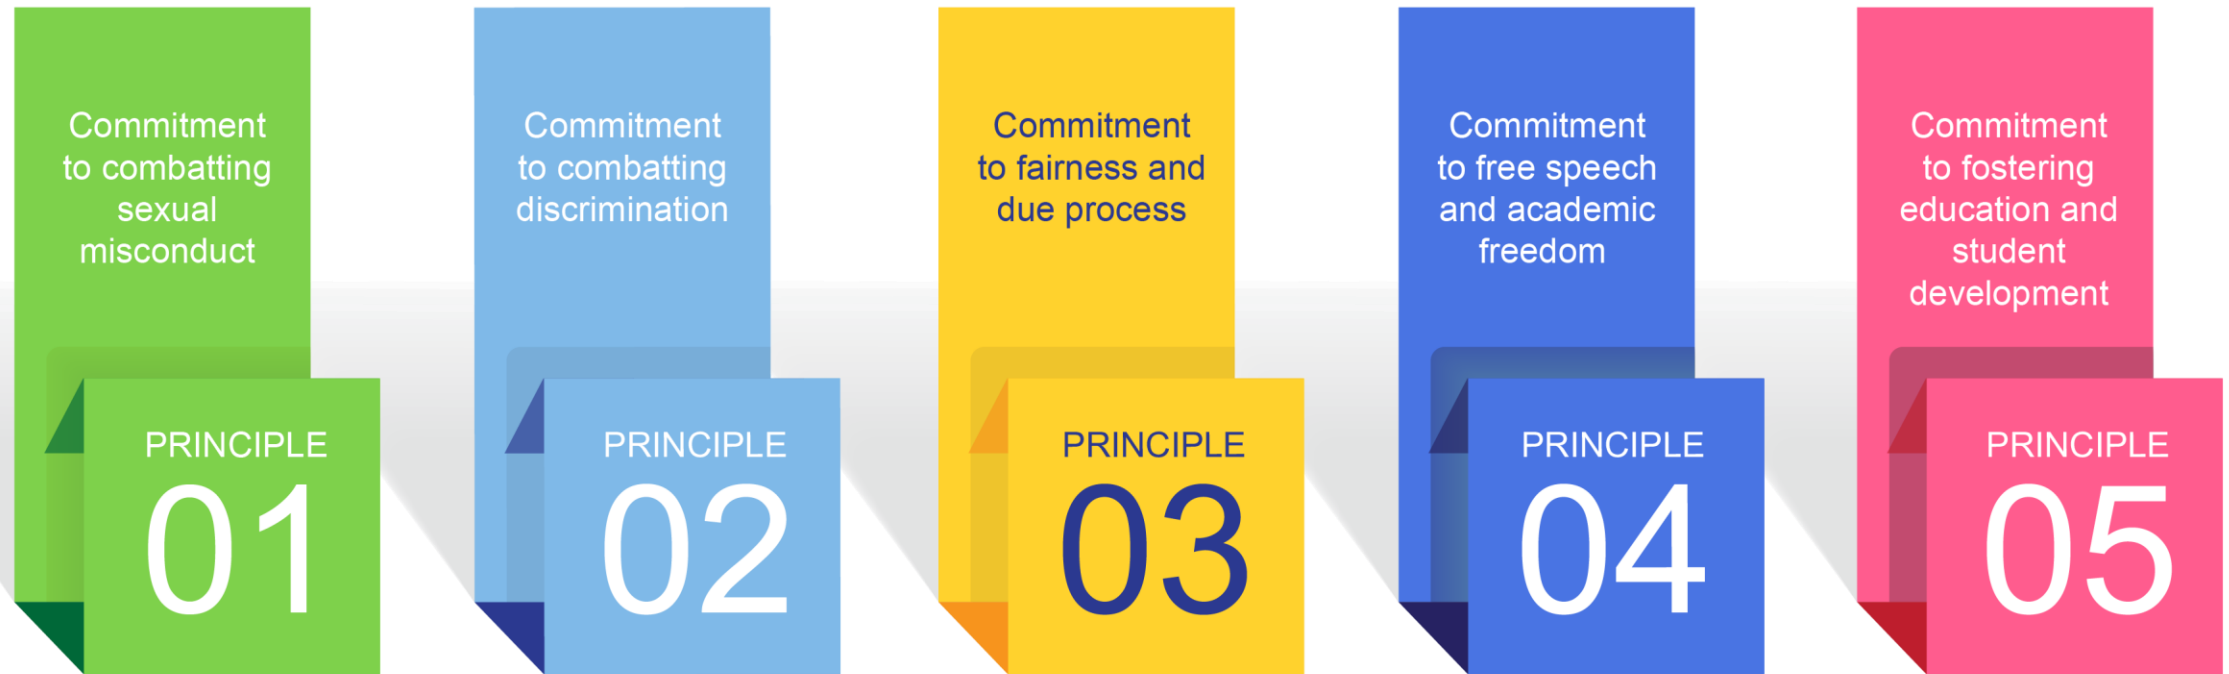 Commitment
to combatting
sexual
misconduct
PRINCIPLE
01
Commitment
to combatting
discrimination
PRINCIPLE
02
Commitment
to fairness and
due process
PRINCIPLE
03
Commitment
to free speech
and academic
freedom
PRINCIPLE
04
Commitment
to fostering
education and
student
development
PRINCIPLE
05